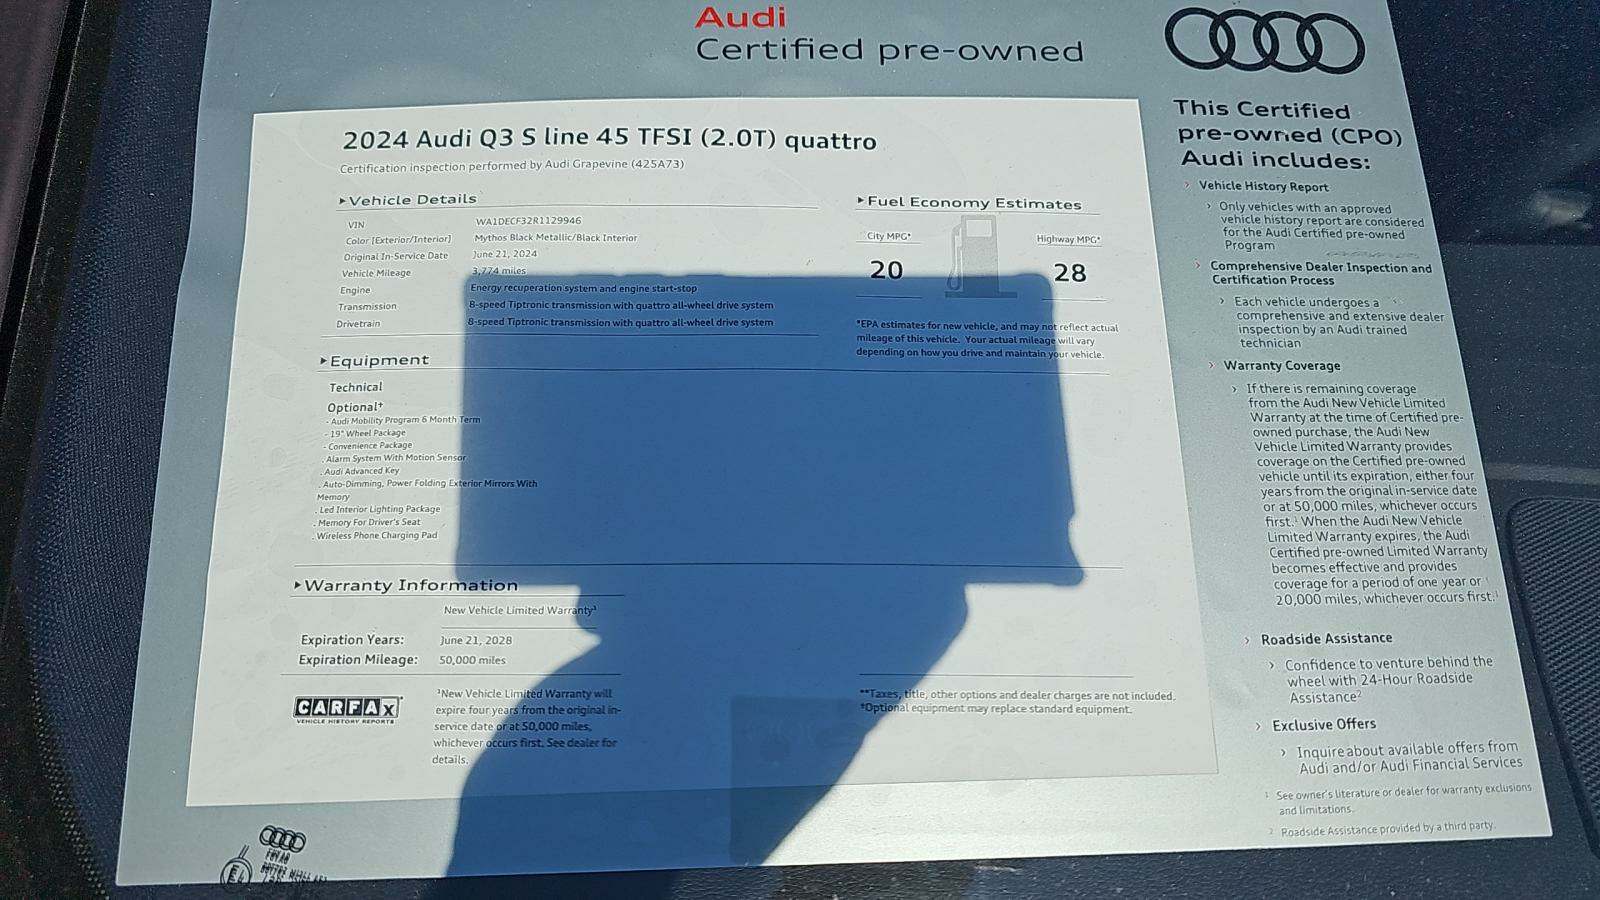 Audi
Certified pre-owned
2024 Audi Q3 S line 45 TFSI (2.0T) quattro
Certification inspection performed by Audi Grapevine (425A73)
Vehicle Details
VIN WA1DECF32R1129946
Color [Exterior/Interior] Mythos Black Metallic/Black Interior
Original In-Service Date June 21, 2024
Vehicle Mileage 3,774 miles
Engine Energy recuperation system and engine start-stop
Transmission 8-speed Tiptronic transmission with quattro all-wheel drive system
Drivetrain 8-speed Tiptronic transmission with quattro all-wheel drive system
Fuel Economy Estimates
City MPG* Highway MPG*
20 28
*EPA estimates for new vehicle, and may not reflect actual
mileage of this vehicle. Your actual mileage will vary
depending on how you drive and maintain your vehicle.
Equipment
Technical
Optional†
- Audi Mobility Program 6 Month Term
- 19" Wheel Package
- Convenience Package
. Alarm System With Motion Sensor
. Audi Advanced Key
. Auto-Dimming, Power Folding Exterior Mirrors With
Memory
. Led Interior Lighting Package
. Memory For Driver's Seat
. Wireless Phone Charging Pad
Warranty Information
New Vehicle Limited Warranty¹
Expiration Years: June 21, 2028
Expiration Mileage: 50,000 miles
CARFAX
VEHICLE HISTORY REPORTS
¹New Vehicle Limited Warranty will
expire four years from the original in-
service date or at 50,000 miles,
whichever occurs first. See dealer for
details.
**Taxes, title, other options and dealer charges are not included.
†Optional equipment may replace standard equipment.
This Certified
pre-owned (CPO)
Audi includes:
› Vehicle History Report
› Only vehicles with an approved
vehicle history report are considered
for the Audi Certified pre-owned
Program
› Comprehensive Dealer Inspection and
Certification Process
› Each vehicle undergoes a
comprehensive and extensive dealer
inspection by an Audi trained
technician
› Warranty Coverage
› If there is remaining coverage
from the Audi New Vehicle Limited
Warranty at the time of Certified pre-
owned purchase, the Audi New
Vehicle Limited Warranty provides
coverage on the Certified pre-owned
vehicle until its expiration, either four
years from the original in-service date
or at 50,000 miles, whichever occurs
first.¹ When the Audi New Vehicle
Limited Warranty expires, the Audi
Certified pre-owned Limited Warranty
becomes effective and provides
coverage for a period of one year or
20,000 miles, whichever occurs first.¹
› Roadside Assistance
› Confidence to venture behind the
wheel with 24-Hour Roadside
Assistance²
› Exclusive Offers
› Inquire about available offers from
Audi and/or Audi Financial Services
¹ See owner's literature or dealer for warranty exclusions
and limitations.
² Roadside Assistance provided by a third party.
E4